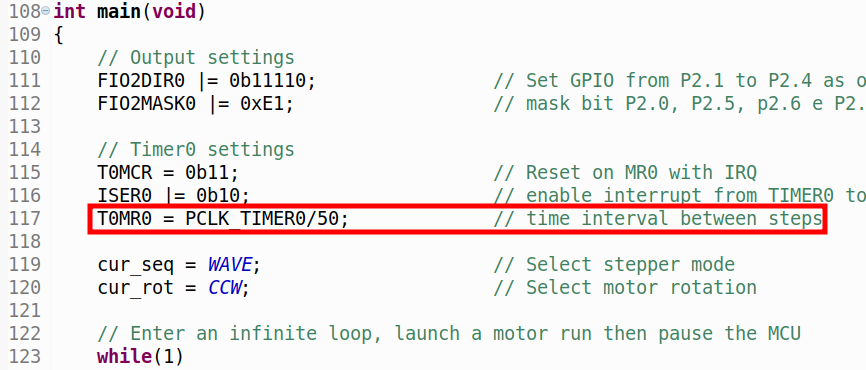 108 int main(void)
109 {
110 // Output settings
111 FIO2DIR0 |= 0b11110; // Set GPIO from P2.1 to P2.4 as o
112 FIO2MASK0 |= 0xE1; // mask bit P2.0, P2.5, p2.6 e P2.
113
114 // Timer0 settings
115 T0MCR = 0b11; // Reset on MR0 with IRQ
116 ISER0 |= 0b10; // enable interrupt from TIMER0 to
117 T0MR0 = PCLK_TIMER0/50; // time interval between steps
118
119 cur_seq = WAVE; // Select stepper mode
120 cur_rot = CCW; // Select motor rotation
121
122 // Enter an infinite loop, launch a motor run then pause the MCU
123 while(1)